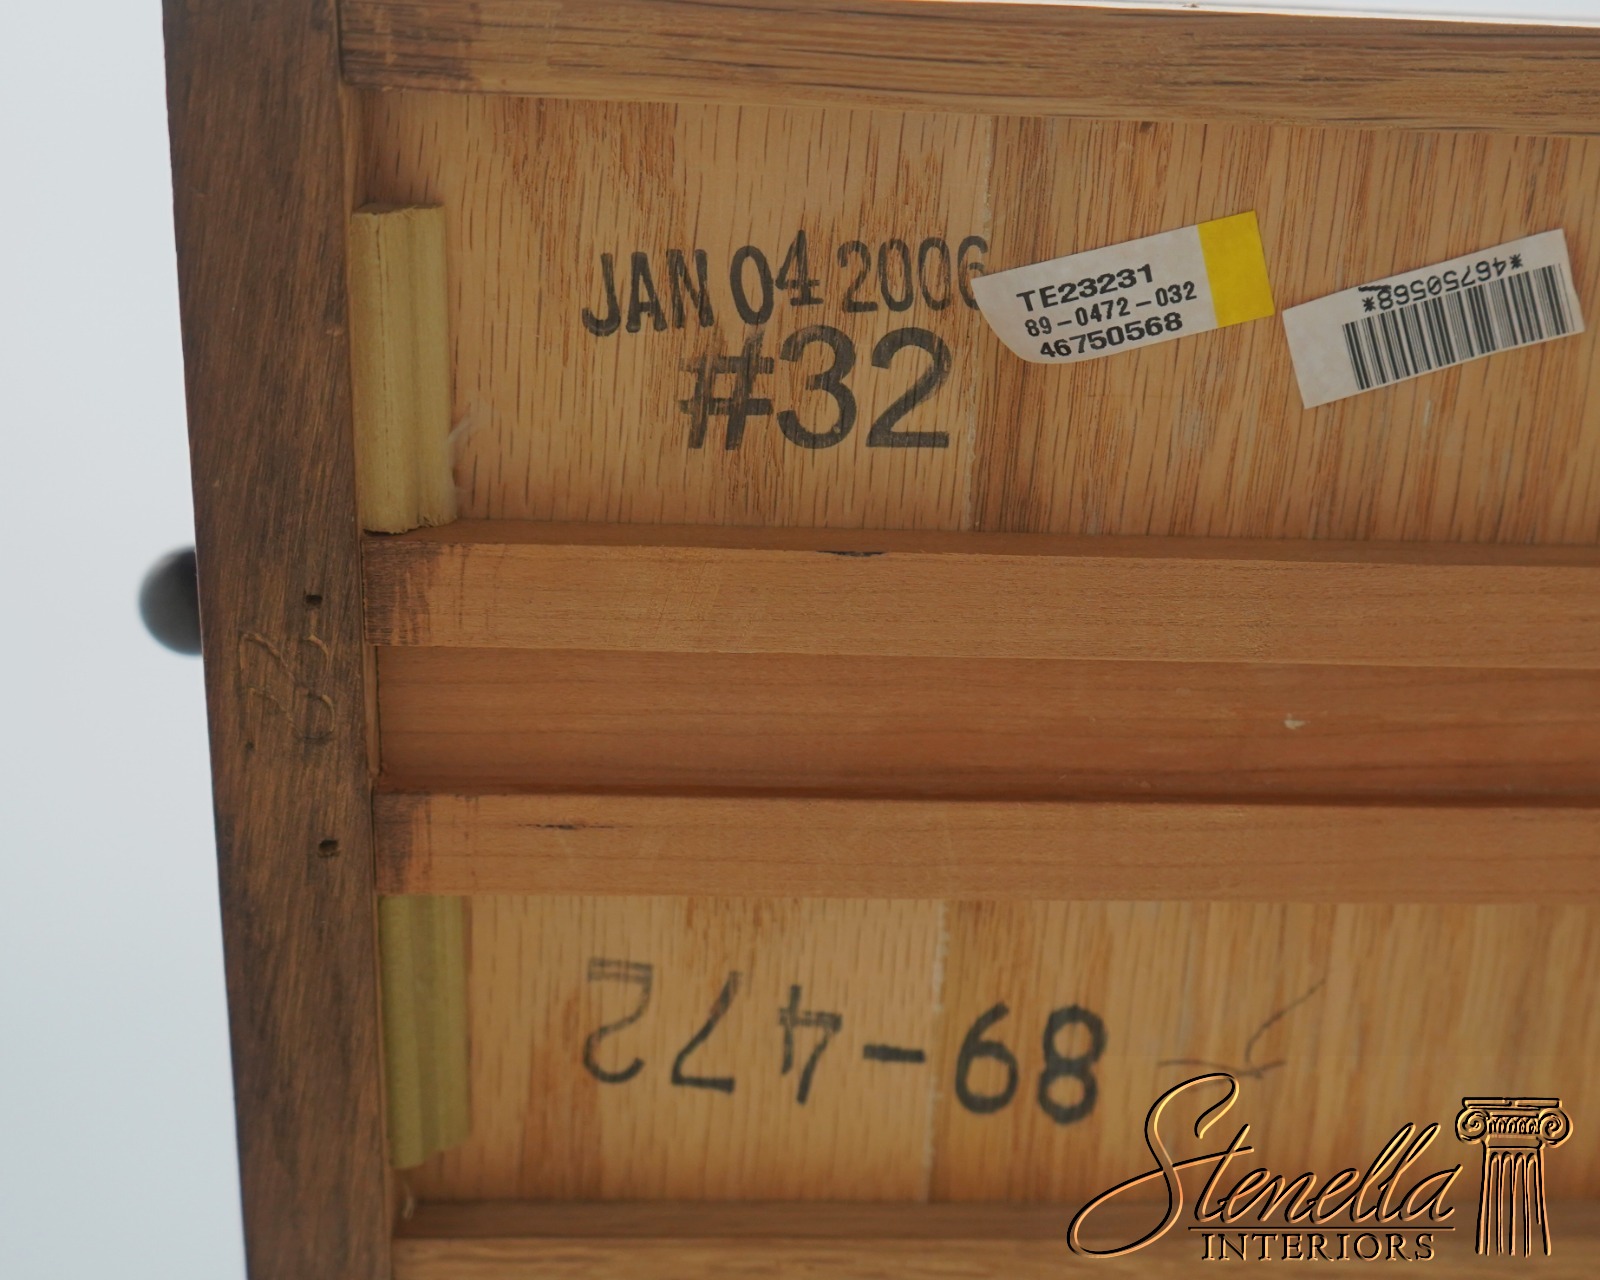 JAN 04 2006
#32
TE23231
89-0472-032
46750568
*46750568*
89-472
Stenella
INTERIORS